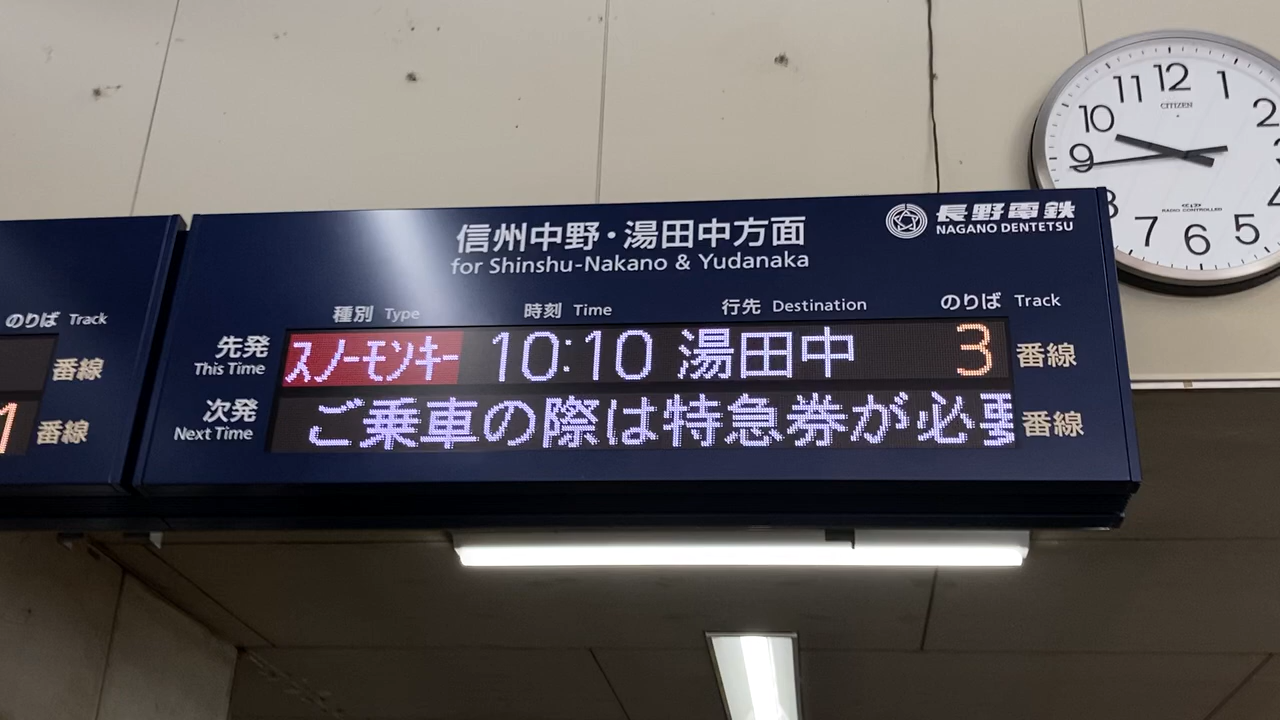 長野電鉄
NAGANO DENTETSU
信州中野・湯田中方面
for Shinshu-Nakano & Yudanaka
種別 Type 時刻 Time 行先 Destination のりば Track
先発 This Time スノーモンキー 10:10 湯田中 3 番線
次発 Next Time ご乗車の際は特急券が必要 番線
のりば Track
番線
1 番線
12 1 2 4 5 6 7 8 9 10 11
CITIZEN
RADIO CONTROLLED